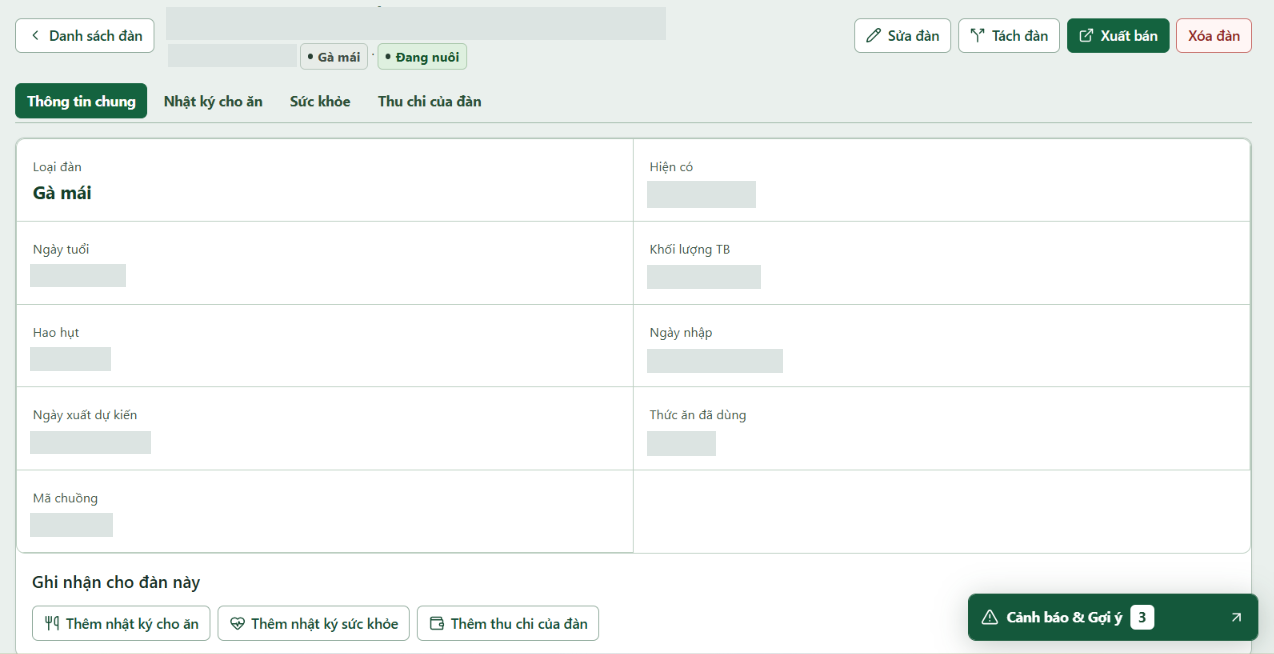 Danh sách đàn
Sửa đàn
Tách đàn
Xuất bán
Xóa đàn
Gà mái · Đang nuôi
Thông tin chung
Nhật ký cho ăn
Sức khỏe
Thu chi của đàn
Loại đàn
Gà mái
Hiện có
Ngày tuổi
Khối lượng TB
Hao hụt
Ngày nhập
Ngày xuất dự kiến
Thức ăn đã dùng
Mã chuồng
Ghi nhận cho đàn này
Thêm nhật ký cho ăn
Thêm nhật ký sức khỏe
Thêm thu chi của đàn
Cảnh báo & Gợi ý 3